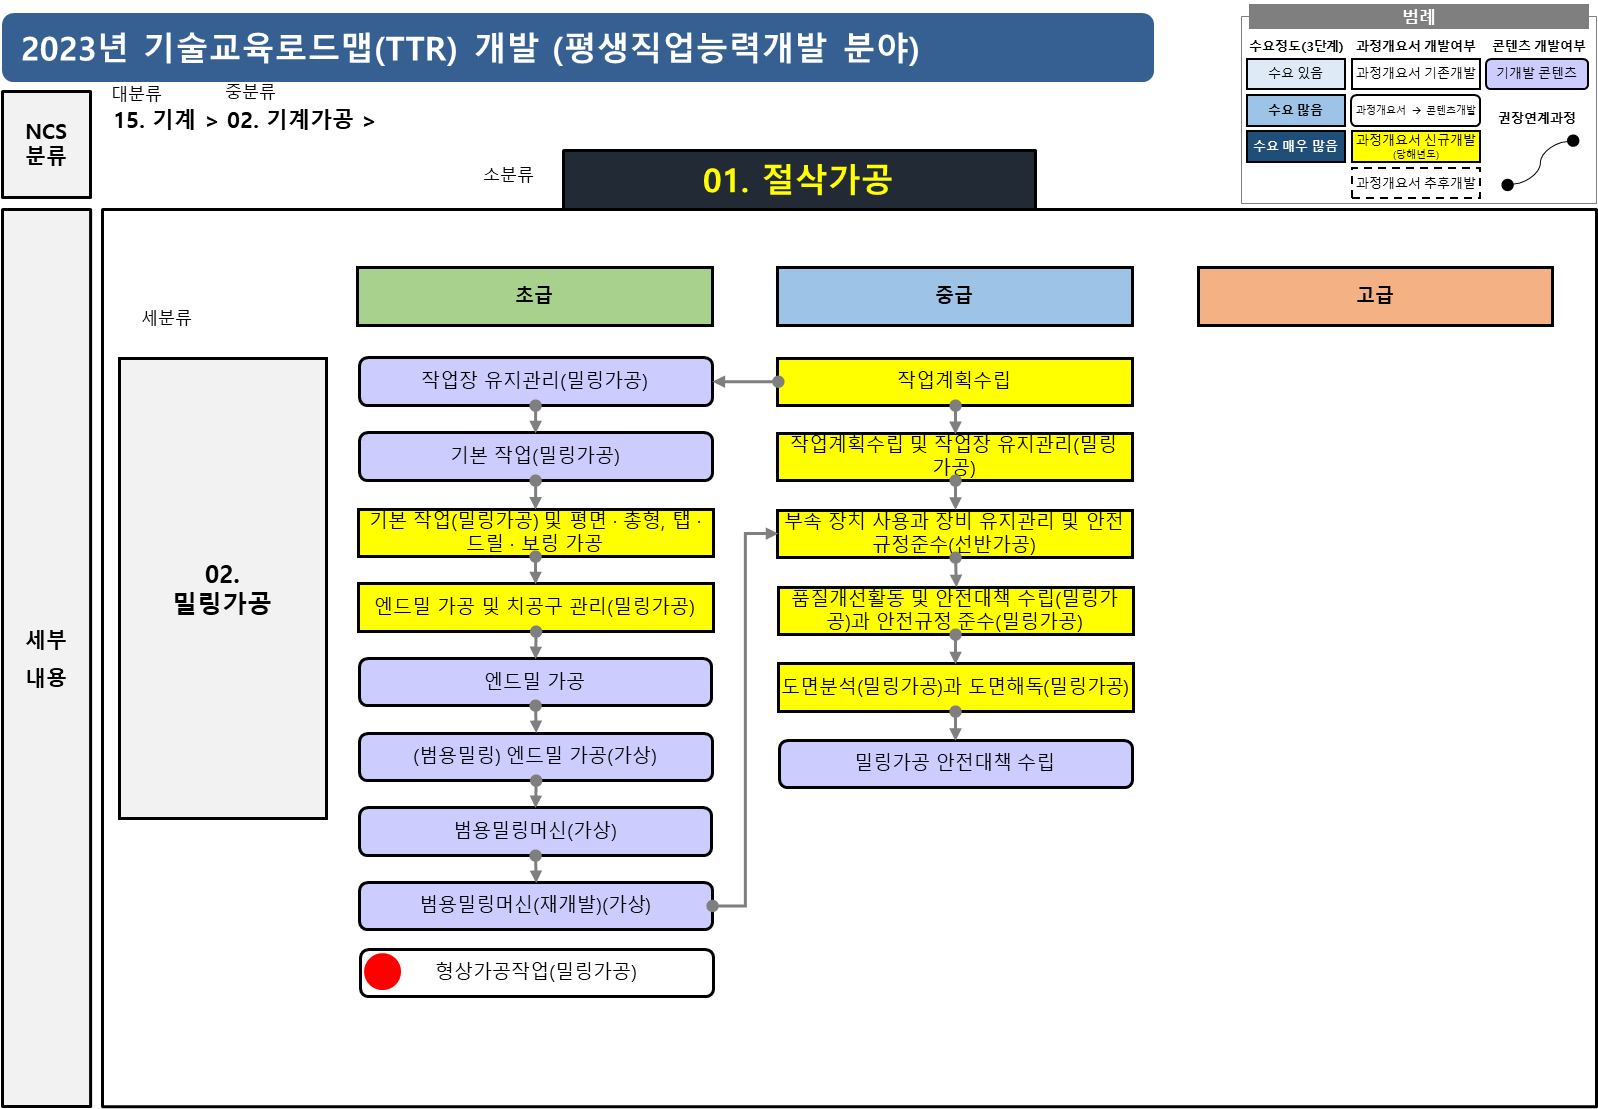 2023년 기술교육로드맵(TTR) 개발 (평생직업능력개발 분야)
범례
수요정도(3단계) 과정개요서 개발여부 콘텐츠 개발여부
수요 있음 과정개요서 기존개발 기개발 콘텐츠
수요 많음 과정개요서 → 콘텐츠개발
권장연계과정
수요 매우 많음 과정개요서 신규개발
(당해년도)
과정개요서 추후개발
NCS
분류
대분류 중분류
15. 기계 > 02. 기계가공 >
소분류
01. 절삭가공
세부
내용
세분류
초급 중급 고급
02.
밀링가공
작업장 유지관리(밀링가공)
기본 작업(밀링가공)
기본 작업(밀링가공) 및 평면 · 총형, 탭 ·
드릴 · 보링 가공
엔드밀 가공 및 치공구 관리(밀링가공)
엔드밀 가공
(범용밀링) 엔드밀 가공(가상)
범용밀링머신(가상)
범용밀링머신(재개발)(가상)
형상가공작업(밀링가공)
작업계획수립
작업계획수립 및 작업장 유지관리(밀링
가공)
부속 장치 사용과 장비 유지관리 및 안전
규정준수(선반가공)
품질개선활동 및 안전대책 수립(밀링가
공)과 안전규정 준수(밀링가공)
도면분석(밀링가공)과 도면해독(밀링가공)
밀링가공 안전대책 수립